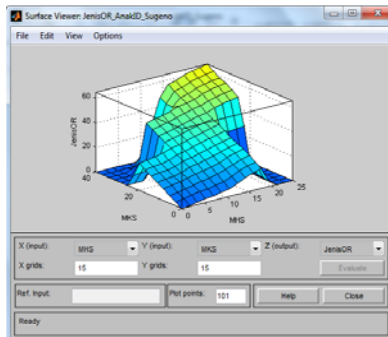 Surface Viewer: JenisOR_AnakID_Sugeno
File Edit View Options
60
40
20
0
JenisOR
40
20
0
MKS
0 5 10 15 20 25
MHS
X (input): MHS Y (input): MKS Z (output): JenisOR
X grids: 15 Y grids: 15 Evaluate
Ref. Input: Plot points: 101 Help Close
Ready